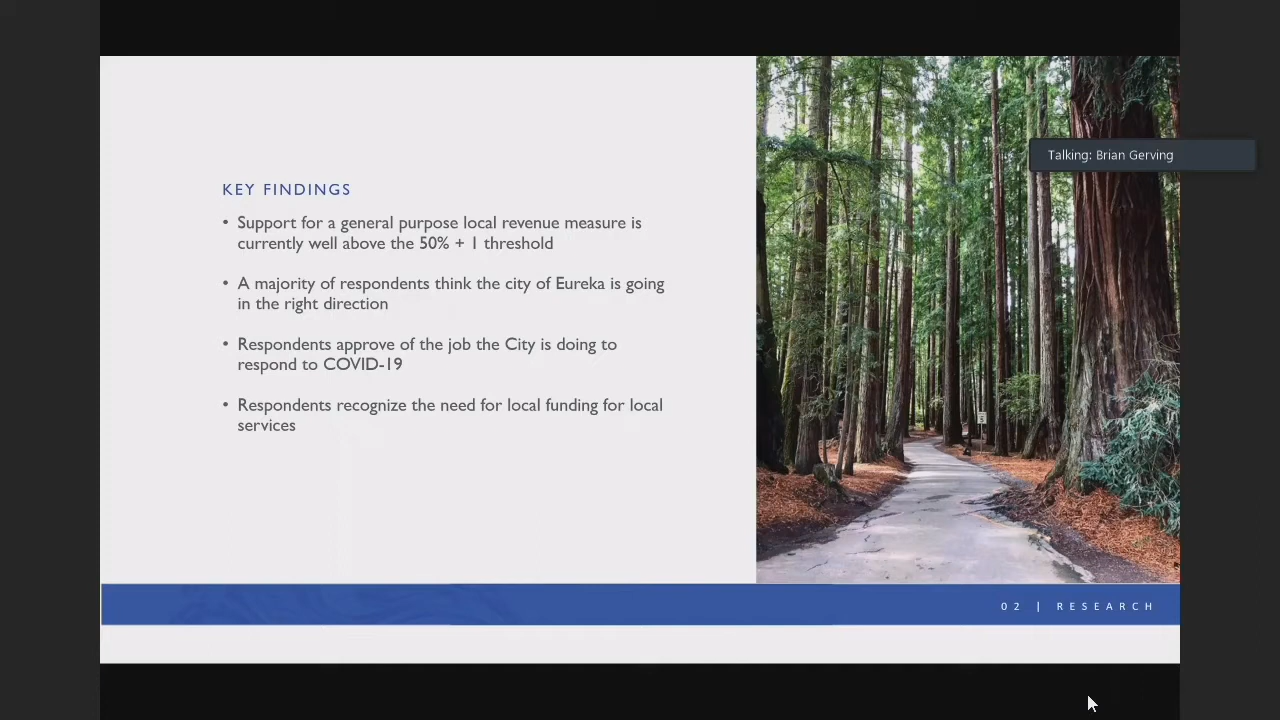 KEY FINDINGS
• Support for a general purpose local revenue measure is
currently well above the 50% + 1 threshold
• A majority of respondents think the city of Eureka is going
in the right direction
• Respondents approve of the job the City is doing to
respond to COVID-19
• Respondents recognize the need for local funding for local
services
Talking: Brian Gerving
02 | RESEARCH